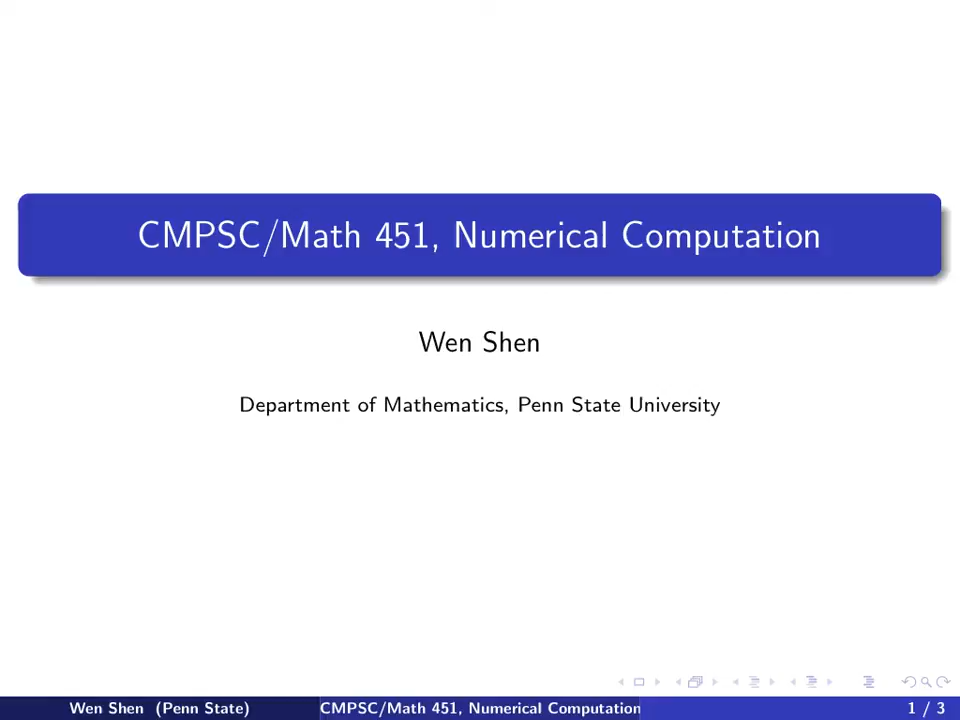 CMPSC/Math 451, Numerical Computation
Wen Shen
Department of Mathematics, Penn State University
Wen Shen (Penn State) CMPSC/Math 451, Numerical Computation 1 / 3